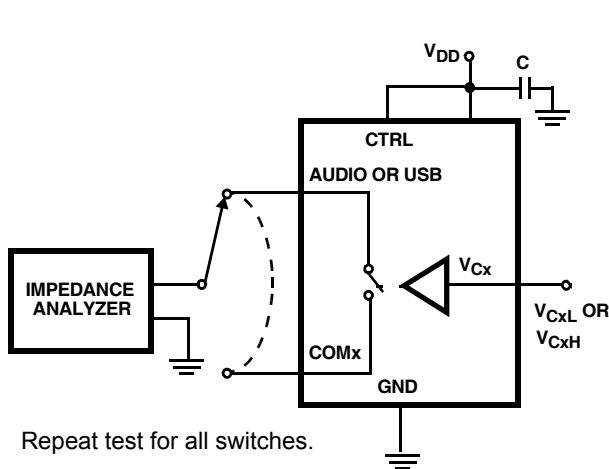 VDD
C
CTRL
AUDIO OR USB
IMPEDANCE
ANALYZER
VCx
VCxL OR
VCxH
COMx
GND
Repeat test for all switches.